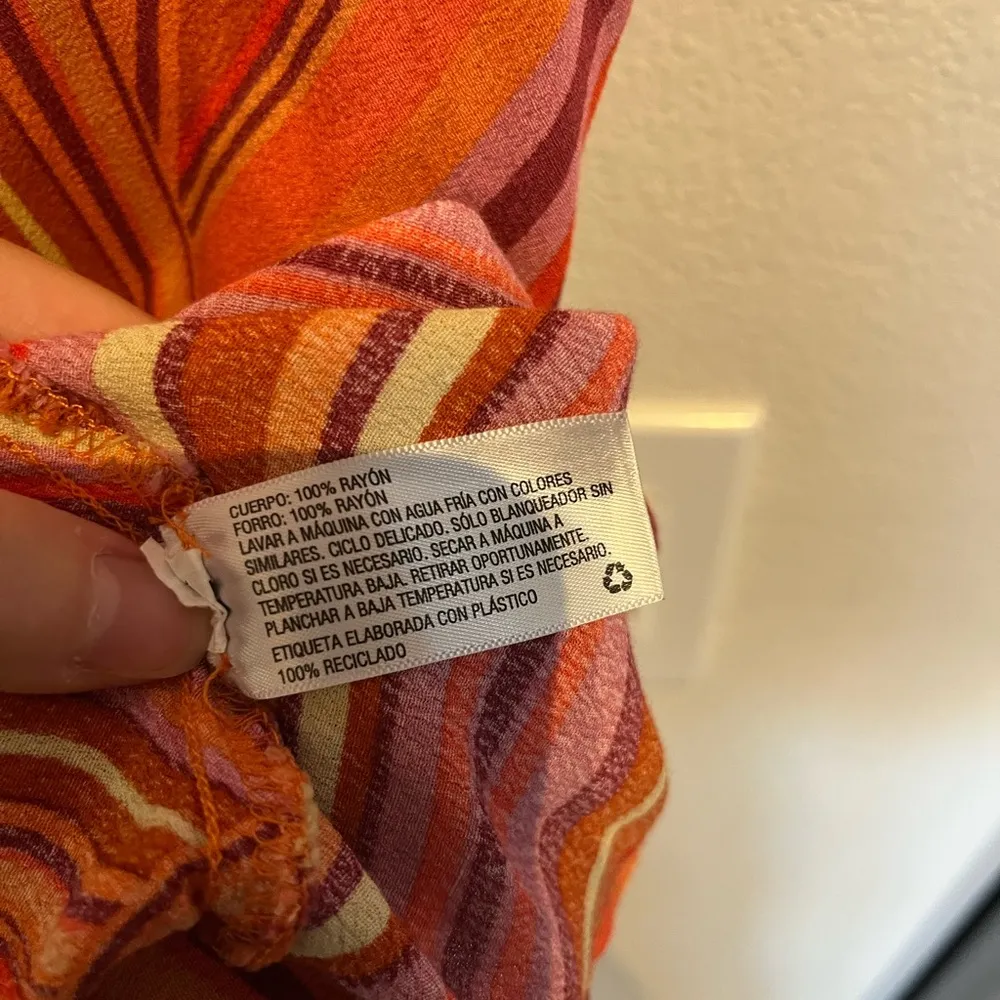 CUERPO: 100% RAYÓN
FORRO: 100% RAYÓN
LAVAR A MÁQUINA CON AGUA FRÍA CON COLORES
SIMILARES. CICLO DELICADO. SÓLO BLANQUEADOR SIN
CLORO SI ES NECESARIO. SECAR A MÁQUINA A
TEMPERATURA BAJA. RETIRAR OPORTUNAMENTE.
PLANCHAR A BAJA TEMPERATURA SI ES NECESARIO.
ETIQUETA ELABORADA CON PLÁSTICO
100% RECICLADO